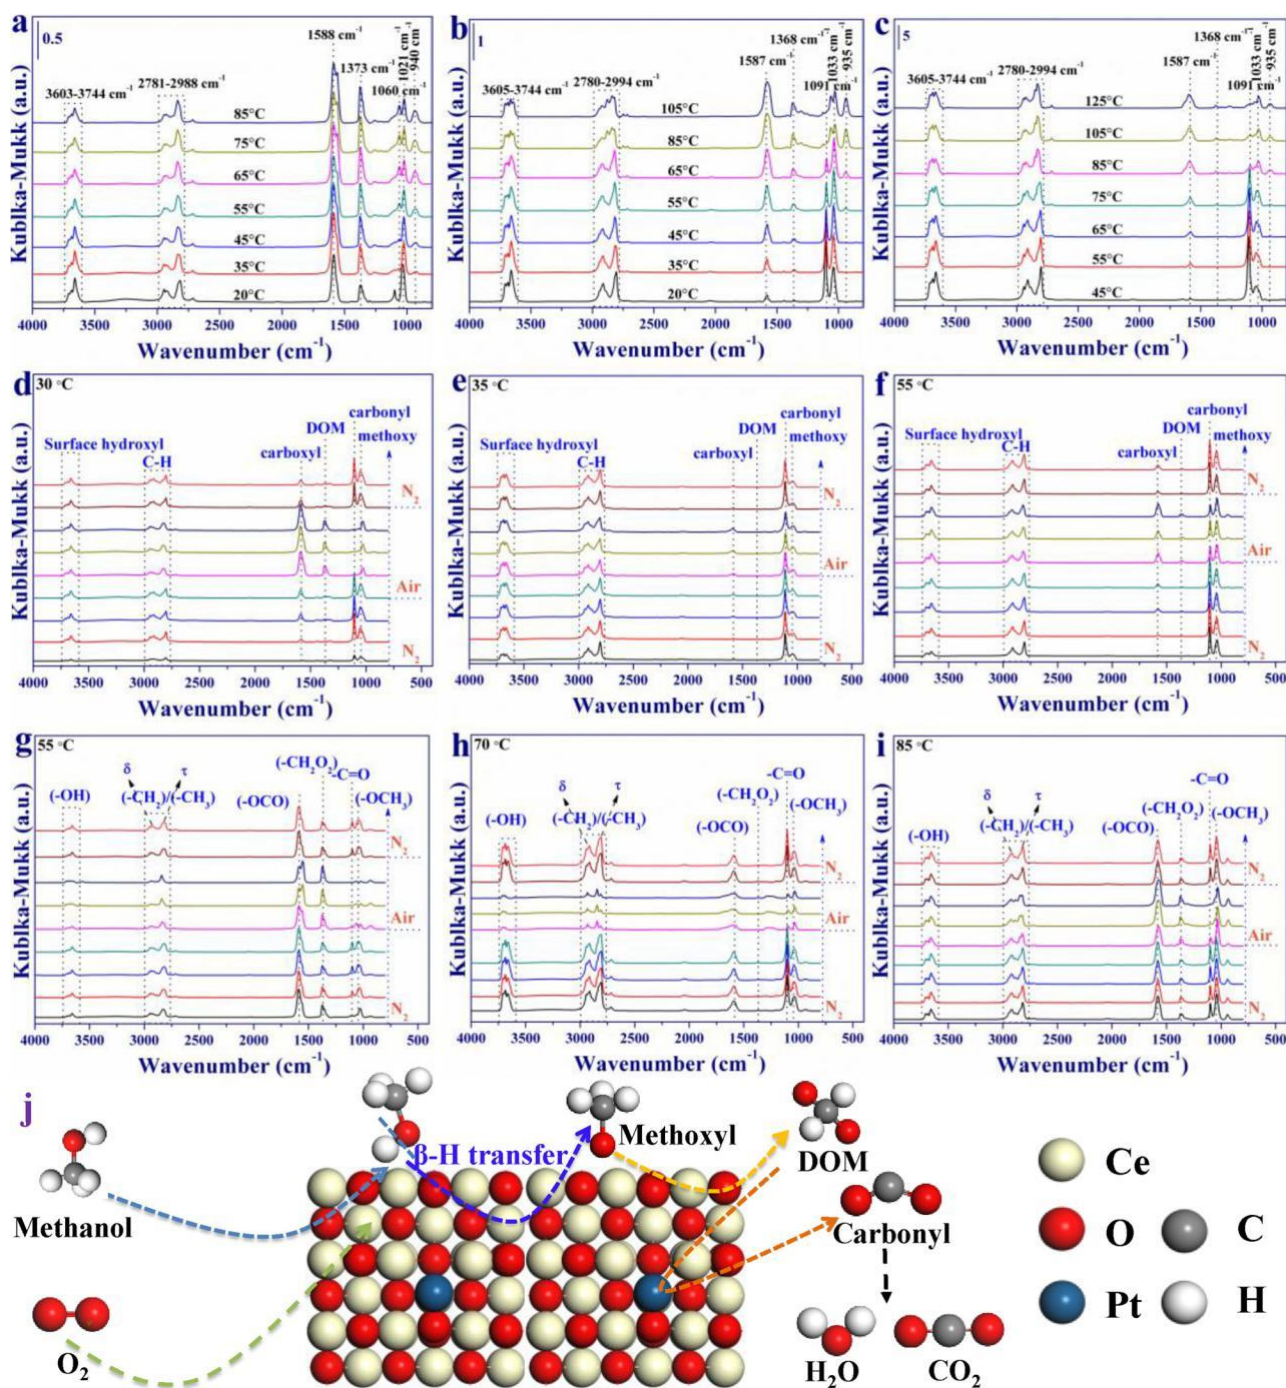 a
0.5
1588 cm⁻¹
1373 cm⁻¹
1021 cm⁻¹
940 cm⁻¹
1060 cm⁻¹
3603-3744 cm⁻¹
2781-2988 cm⁻¹
85°C
75°C
65°C
55°C
45°C
35°C
20°C
Kublka-Mukk (a.u.)
4000 3500 3000 2500 2000 1500 1000
Wavenumber (cm⁻¹)
b
1
1368 cm⁻¹
1587 cm⁻¹
1033 cm⁻¹
935 cm⁻¹
1091 cm⁻¹
3605-3744 cm⁻¹
2780-2994 cm⁻¹
105°C
85°C
65°C
55°C
45°C
35°C
20°C
Kublka-Mukk (a.u.)
4000 3500 3000 2500 2000 1500 1000
Wavenumber (cm⁻¹)
c
5
1368 cm⁻¹
1587 cm⁻¹
1033 cm⁻¹
935 cm⁻¹
1091 cm⁻¹
3605-3744 cm⁻¹
2780-2994 cm⁻¹
125°C
105°C
85°C
75°C
65°C
55°C
45°C
Kublka-Mukk (a.u.)
4000 3500 3000 2500 2000 1500 1000
Wavenumber (cm⁻¹)
d
30 °C
DOM
carbonyl
methoxy
Surface hydroxyl
C-H
carboxyl
N₂
Air
N₂
Kublka-Mukk (a.u.)
4000 3500 3000 2500 2000 1500 1000 500
Wavenumber (cm⁻¹)
e
35 °C
DOM
carbonyl
methoxy
Surface hydroxyl
C-H
carboxyl
N₂
Air
N₂
Kublka-Mukk (a.u.)
4000 3500 3000 2500 2000 1500 1000 500
Wavenumber (cm⁻¹)
f
55 °C
DOM
carbonyl
methoxy
Surface hydroxyl
C-H
carboxyl
N₂
Air
N₂
Kublka-Mukk (a.u.)
4000 3500 3000 2500 2000 1500 1000 500
Wavenumber (cm⁻¹)
g
55 °C
(-CH₂O₂)
-C=O
δ
τ
(-OH)
(-CH₂)/(-CH₃)
(-OCO)
(-OCH₃)
N₂
Air
N₂
Kublka-Mukk (a.u.)
4000 3500 3000 2500 2000 1500 1000 500
Wavenumber (cm⁻¹)
h
70 °C
-C=O
δ
τ
(-CH₂O₂)
(-OH)
(-CH₂)/(-CH₃)
(-OCO)
(-OCH₃)
N₂
Air
N₂
Kublka-Mukk (a.u.)
4000 3500 3000 2500 2000 1500 1000 500
Wavenumber (cm⁻¹)
i
85 °C
-C=O
δ
τ
(-CH₂O₂)
(-OH)
(-CH₂)/(-CH₃)
(-OCO)
(-OCH₃)
N₂
Air
N₂
Kublka-Mukk (a.u.)
4000 3500 3000 2500 2000 1500 1000 500
Wavenumber (cm⁻¹)
j
Methanol
O₂
β-H transfer
Methoxyl
DOM
Carbonyl
H₂O
CO₂
Ce
O
C
Pt
H